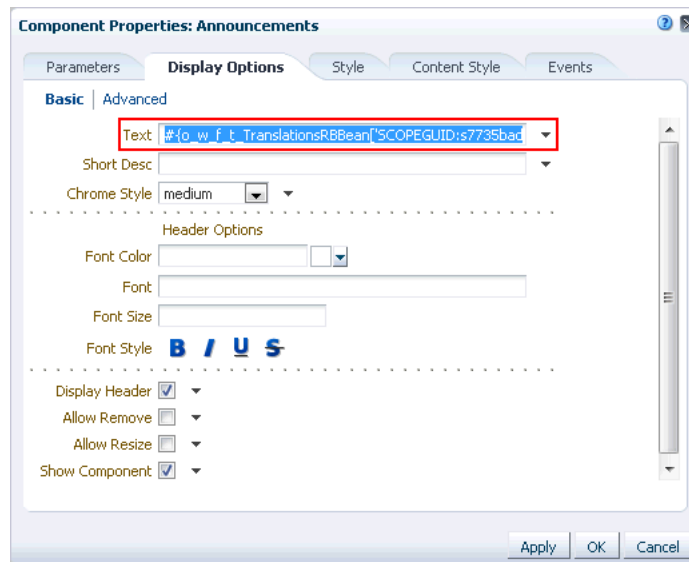 Component Properties: Announcements
Parameters Display Options Style Content Style Events
Basic | Advanced
Text #{o_w_f_t_TranslationsRBBean['SCOPEGUID:s7735bad
Short Desc
Chrome Style medium
Header Options
Font Color
Font
Font Size
Font Style B I U S
Display Header
Allow Remove
Allow Resize
Show Component
Apply OK Cancel